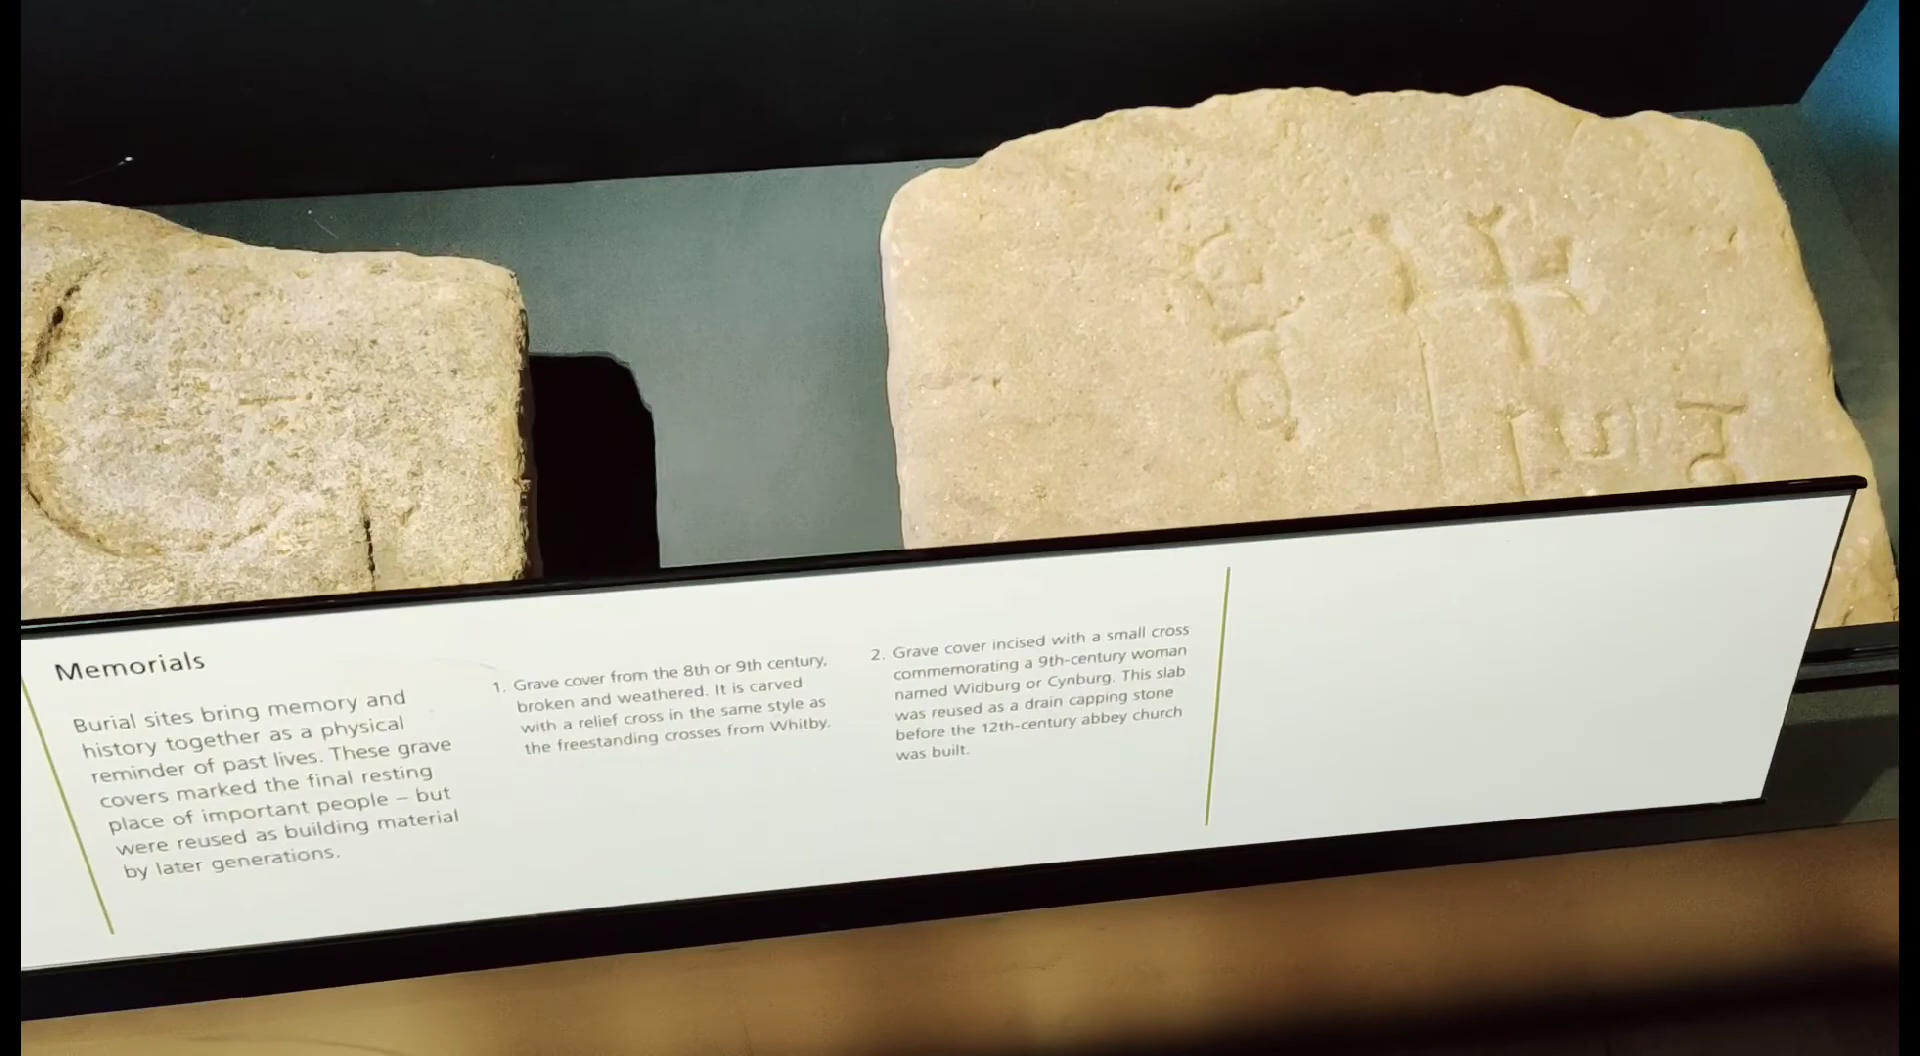 Memorials
Burial sites bring memory and
history together as a physical
reminder of past lives. These grave
covers marked the final resting
place of important people – but
were reused as building material
by later generations.
1. Grave cover from the 8th or 9th century,
broken and weathered. It is carved
with a relief cross in the same style as
the freestanding crosses from Whitby.
2. Grave cover incised with a small cross
commemorating a 9th-century woman
named Widburg or Cynburg. This slab
was reused as a drain capping stone
before the 12th-century abbey church
was built.